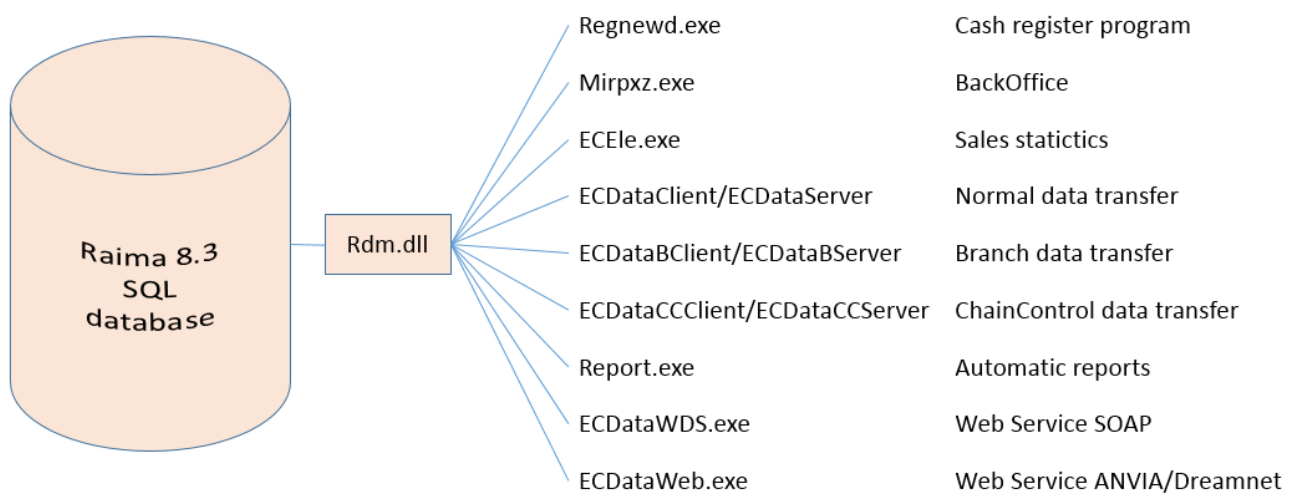 Raima 8.3
SQL
database
Rdm.dll
Regnewd.exe Cash register program
Mirpxz.exe BackOffice
ECEle.exe Sales statictics
ECDataClient/ECDataServer Normal data transfer
ECDataBClient/ECDataBServer Branch data transfer
ECDataCCClient/ECDataCCServer ChainControl data transfer
Report.exe Automatic reports
ECDataWDS.exe Web Service SOAP
ECDataWeb.exe Web Service ANVIA/Dreamnet